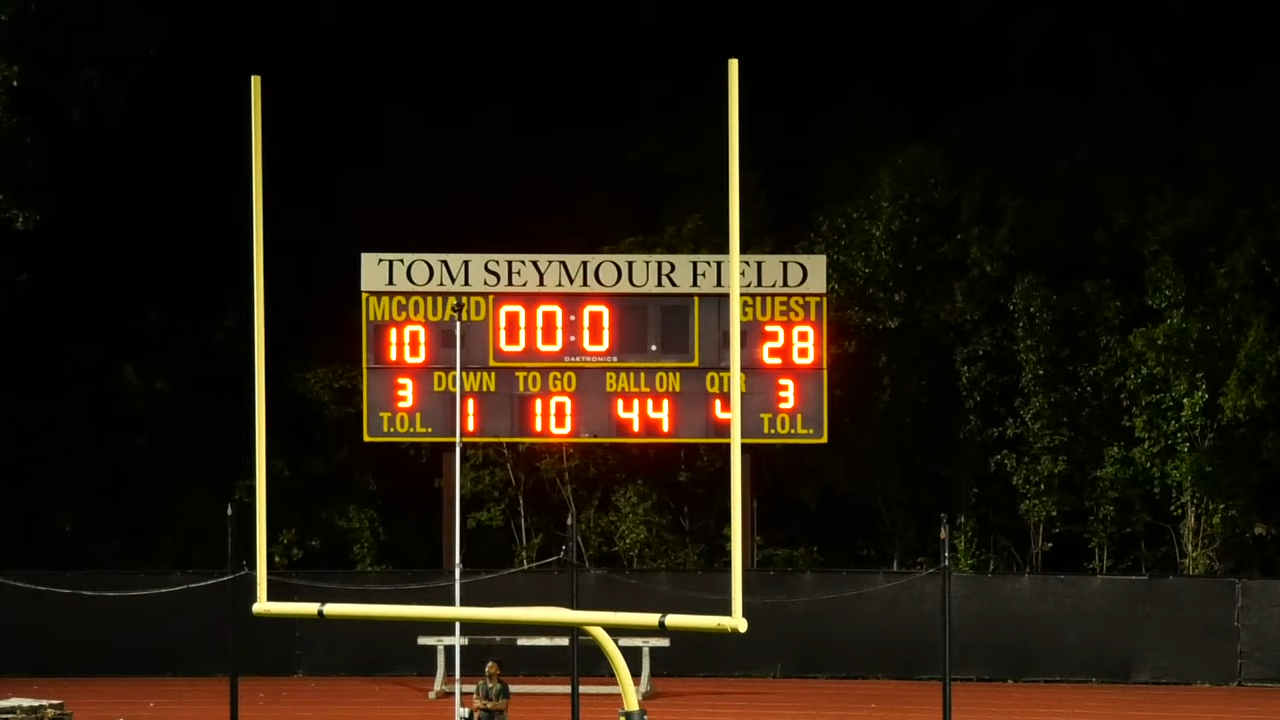 TOM SEYMOUR FIELD
MCQUAID 00:0 GUEST
10 28
DAKTRONICS
3 DOWN TO GO BALL ON QTR 3
T.O.L. 1 10 44 4 T.O.L.